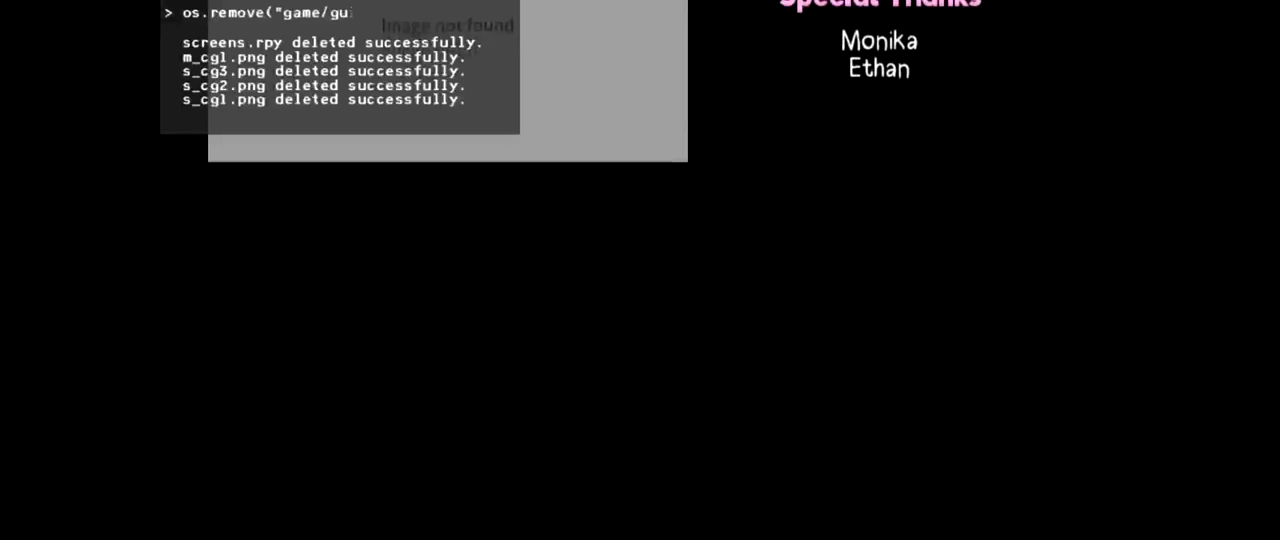 > os.remove("game/gui
Image not found
screens.rpy deleted successfully.
m_cg1.png deleted successfully.
s_cg3.png deleted successfully.
s_cg2.png deleted successfully.
s_cg1.png deleted successfully.
Special Thanks
Monika
Ethan